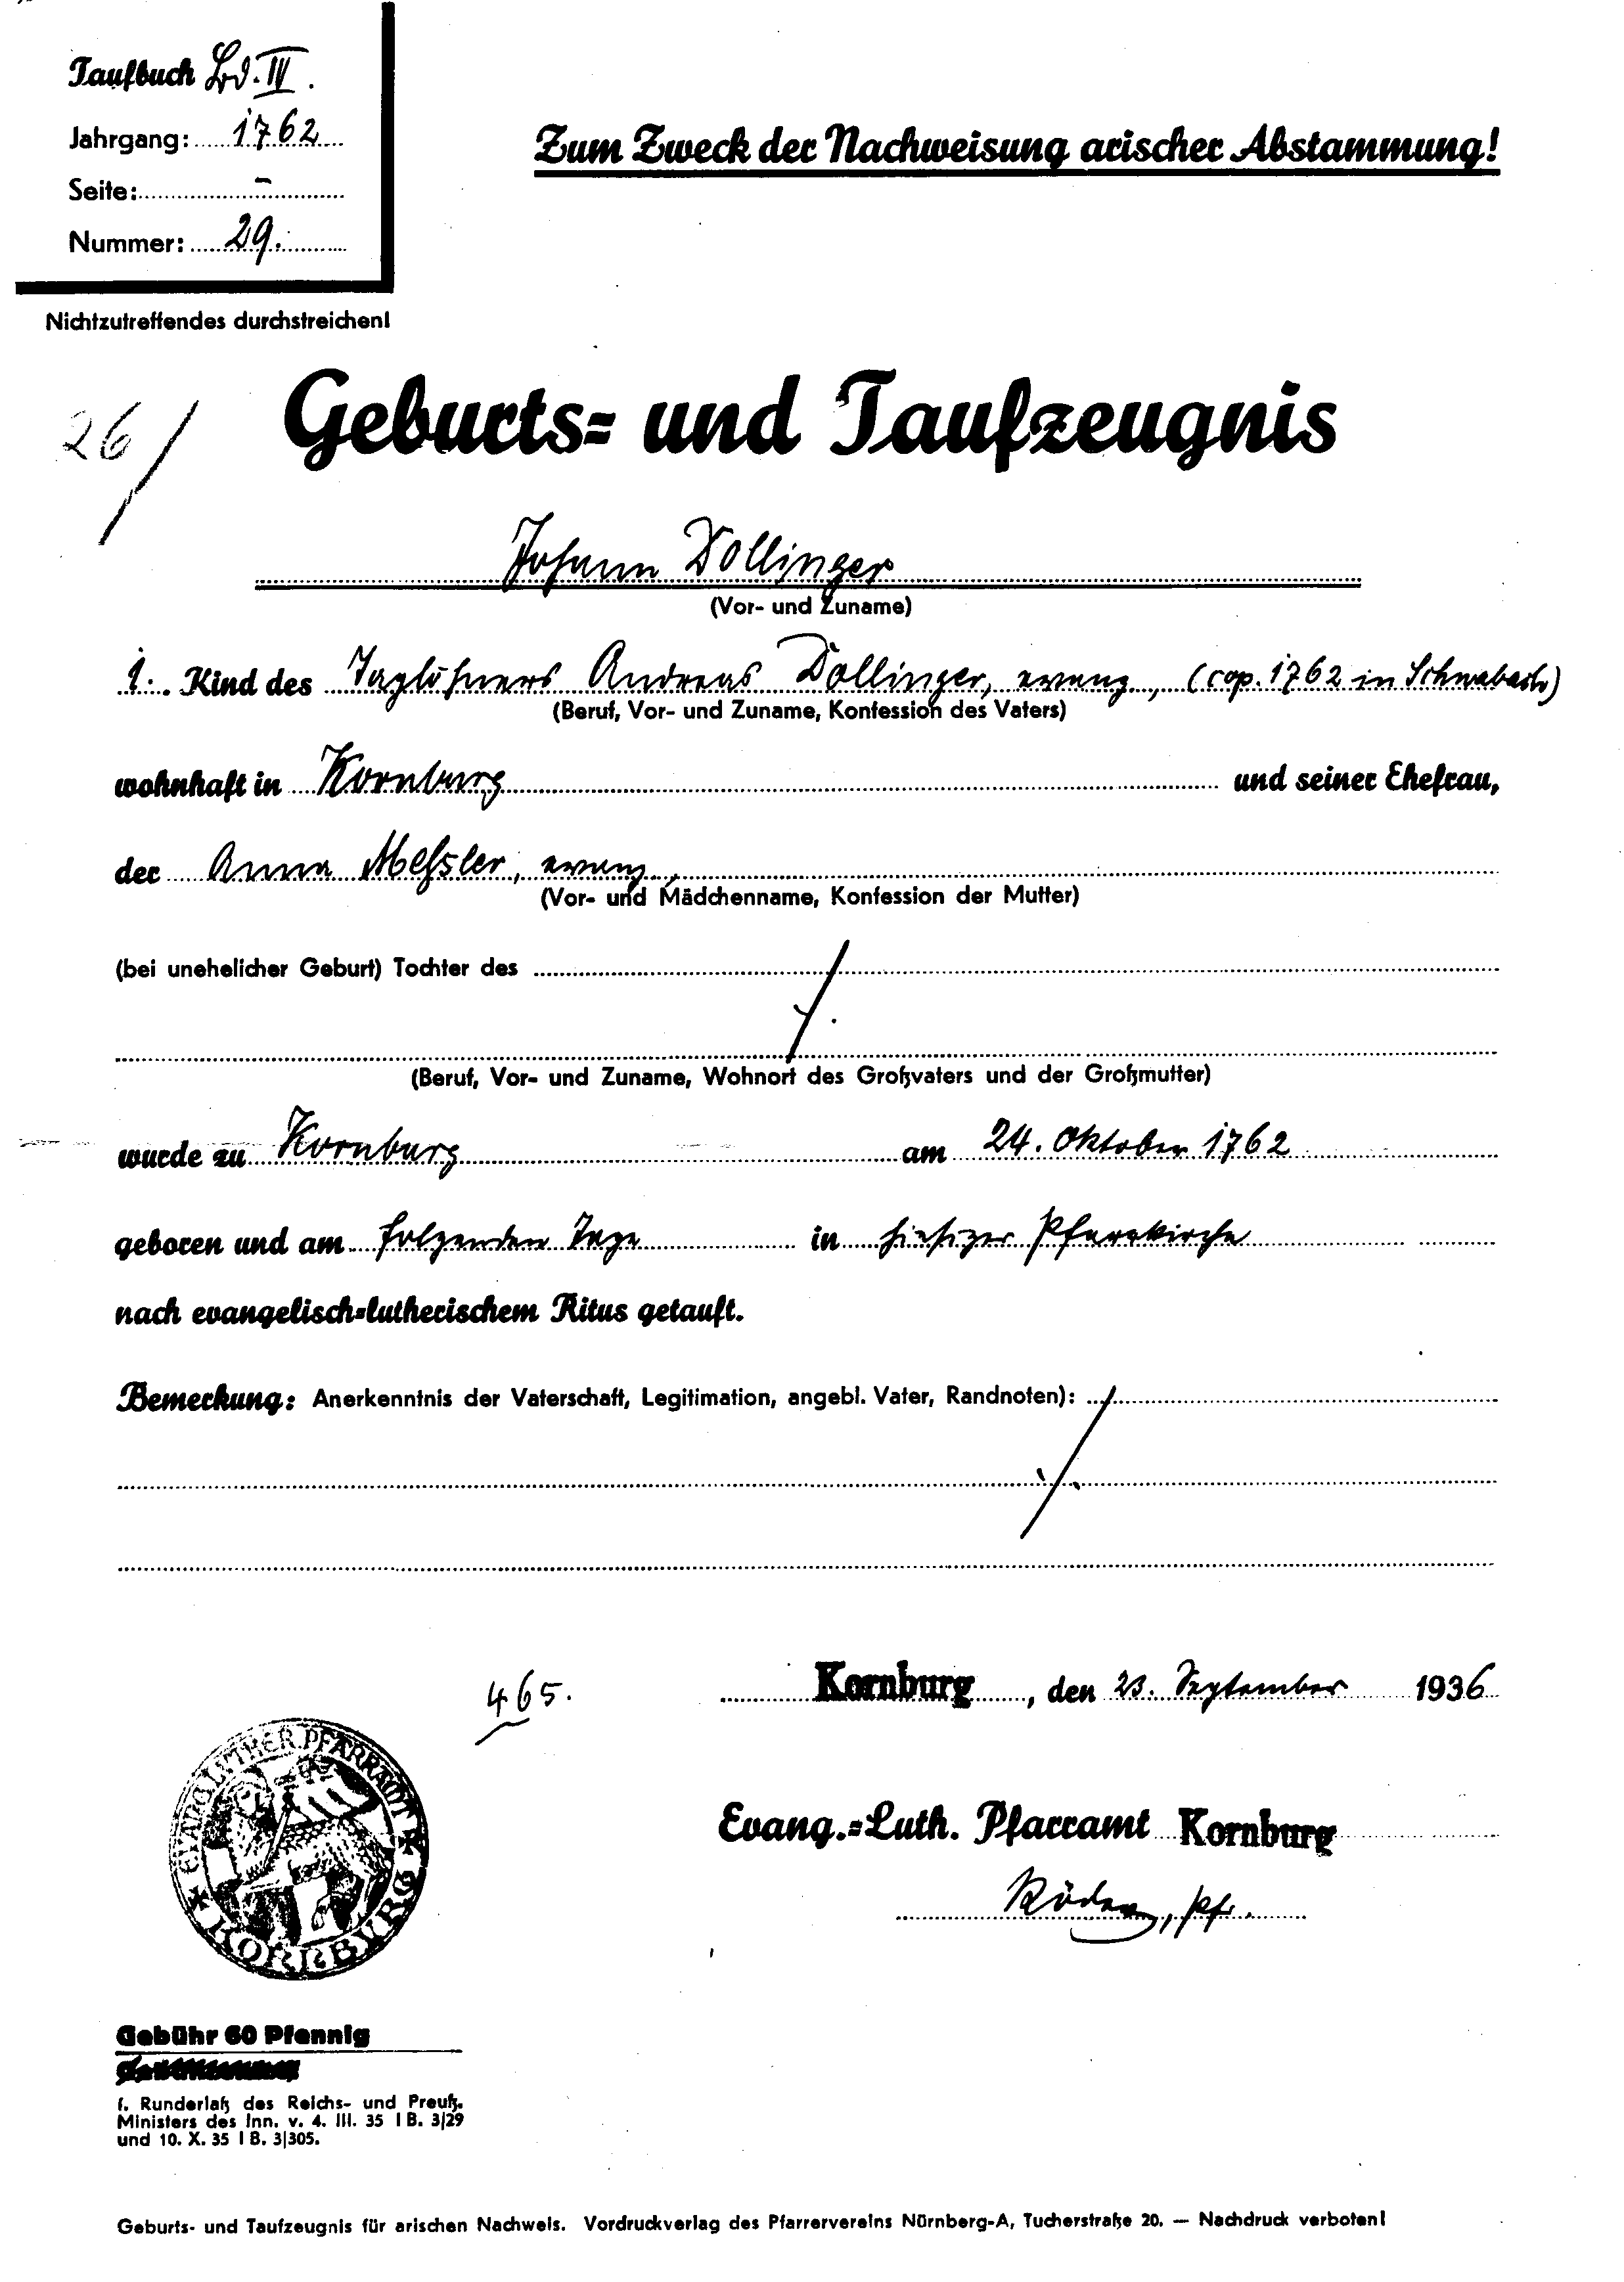 Taufbuch Bd. IV.
Jahrgang: 1762
Seite: –
Nummer: 29.
Nichtzutreffendes durchstreichen!
Zum Zweck der Nachweisung arischer Abstammung!
26/
Geburts= und Taufzeugnis
Johann Dollinger
(Vor- und Zuname)
1. Kind des Taglöhners Andreas Dollinger, evang., (cop. 1762 in Schwabach)
(Beruf, Vor- und Zuname, Konfession des Vaters)
wohnhaft in Kornburg und seiner Ehefrau,
der Anna Meßler, evang.,
(Vor- und Mädchenname, Konfession der Mutter)
(bei unehelicher Geburt) Tochter des
(Beruf, Vor- und Zuname, Wohnort des Großvaters und der Großmutter)
wurde zu Kornburg am 24. Oktober 1762
geboren und am folgenden Tage in hiesiger Pfarrkirche
nach evangelisch=lutherischem Ritus getauft.
Bemerkung: Anerkenntnis der Vaterschaft, Legitimation, angebl. Vater, Randnoten):
465.
Kornburg, den 23. September 1936
EVANG. LUTHER. PFARRAMT
KORNBURG
Evang.=Luth. Pfarramt Kornburg
Pfr.
Gebühr 60 Pfennig
f. Runderlaß des Reichs- und Preuß.
Ministers des Inn. v. 4. III. 35 I B. 3/29
und 10. X. 35 I B. 3/305.
Geburts- und Taufzeugnis für arischen Nachweis. Vordruckverlag des Pfarrervereins Nürnberg-A, Tucherstraße 20. — Nachdruck verboten!